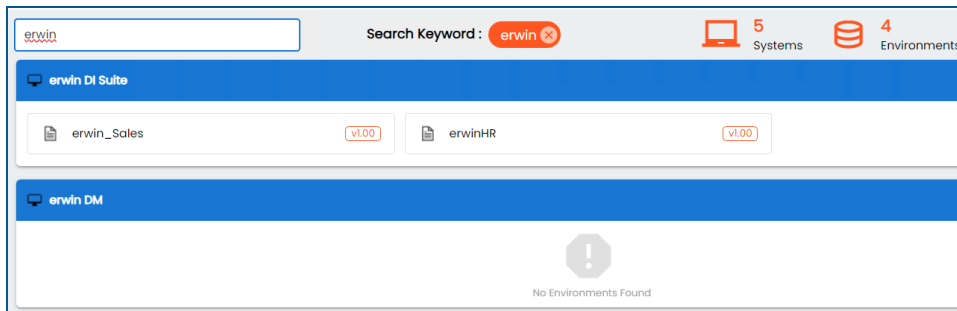 erwin
Search Keyword : erwin
5
Systems
4
Environments
erwin DI Suite
erwin_Sales v1.00 erwinHR v1.00
erwin DM
No Environments Found